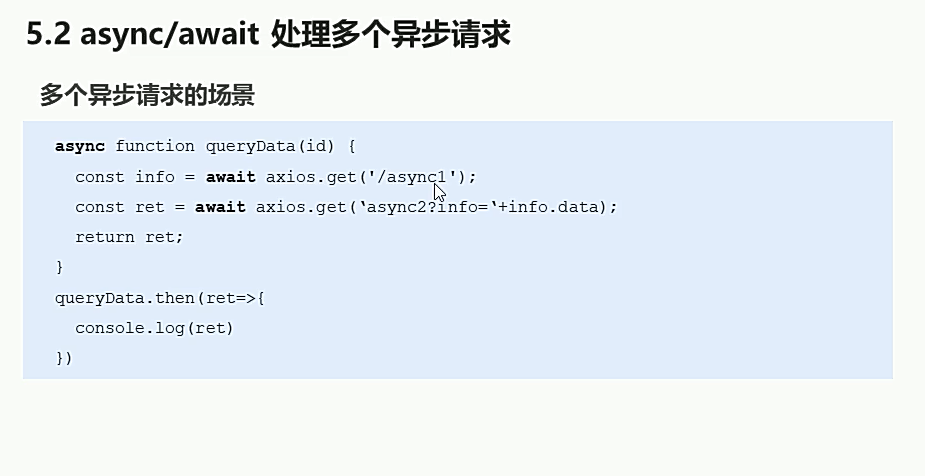 5.2 async/await 处理多个异步请求
多个异步请求的场景
async function queryData(id) {
const info = await axios.get('/async1');
const ret = await axios.get(‘async2?info=‘+info.data);
return ret;
}
queryData.then(ret=>{
console.log(ret)
})